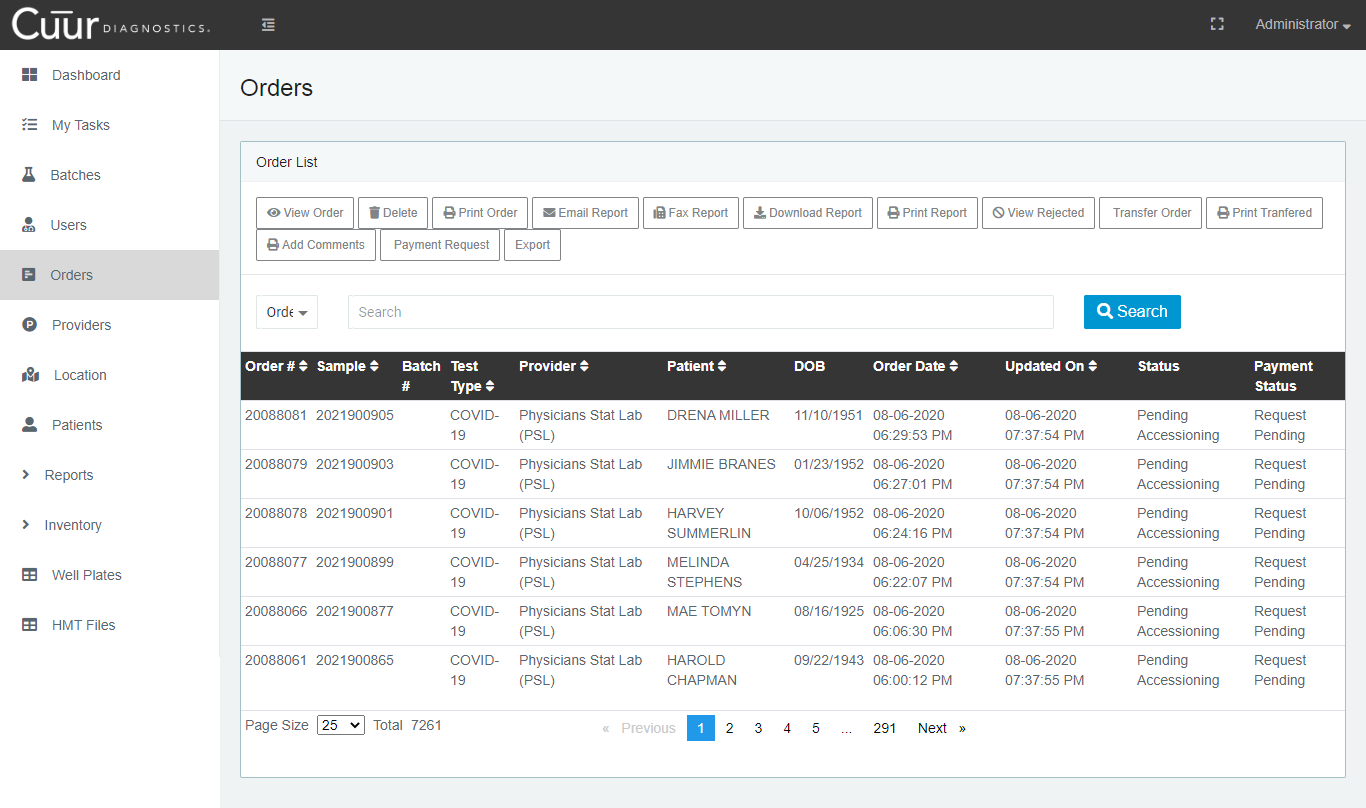 Cuur DIAGNOSTICS.
Administrator
Dashboard
My Tasks
Batches
Users
Orders
Providers
Location
Patients
Reports
Inventory
Well Plates
HMT Files
Orders
Order List
View Order Delete Print Order Email Report Fax Report Download Report Print Report View Rejected Transfer Order Print Tranfered
Add Comments Payment Request Export
Orde Search Search
Order # Sample Batch Test Provider Patient DOB Order Date Updated On Status Payment
# Type Status
20088081 2021900905 COVID- Physicians Stat Lab DRENA MILLER 11/10/1951 08-06-2020 08-06-2020 Pending Request
19 (PSL) 06:29:53 PM 07:37:54 PM Accessioning Pending
20088079 2021900903 COVID- Physicians Stat Lab JIMMIE BRANES 01/23/1952 08-06-2020 08-06-2020 Pending Request
19 (PSL) 06:27:01 PM 07:37:54 PM Accessioning Pending
20088078 2021900901 COVID- Physicians Stat Lab HARVEY 10/06/1952 08-06-2020 08-06-2020 Pending Request
19 (PSL) SUMMERLIN 06:24:16 PM 07:37:54 PM Accessioning Pending
20088077 2021900899 COVID- Physicians Stat Lab MELINDA 04/25/1934 08-06-2020 08-06-2020 Pending Request
19 (PSL) STEPHENS 06:22:07 PM 07:37:54 PM Accessioning Pending
20088066 2021900877 COVID- Physicians Stat Lab MAE TOMYN 08/16/1925 08-06-2020 08-06-2020 Pending Request
19 (PSL) 06:06:30 PM 07:37:55 PM Accessioning Pending
20088061 2021900865 COVID- Physicians Stat Lab HAROLD 09/22/1943 08-06-2020 08-06-2020 Pending Request
19 (PSL) CHAPMAN 06:00:12 PM 07:37:55 PM Accessioning Pending
Page Size 25 Total 7261 « Previous 1 2 3 4 5 ... 291 Next »